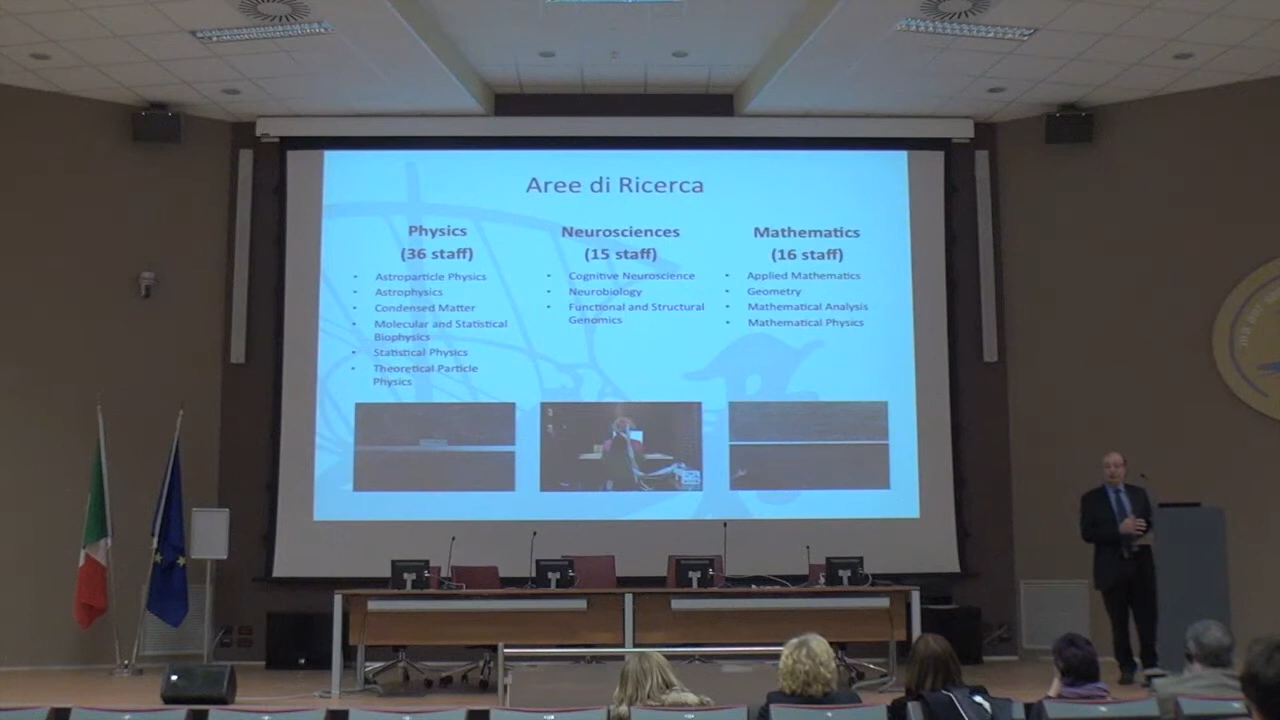 Aree di Ricerca
Physics
(36 staff)
• Astroparticle Physics
• Astrophysics
• Condensed Matter
• Molecular and Statistical
Biophysics
• Statistical Physics
• Theoretical Particle
Physics
Neurosciences
(15 staff)
• Cognitive Neuroscience
• Neurobiology
• Functional and Structural
Genomics
Mathematics
(16 staff)
• Applied Mathematics
• Geometry
• Mathematical Analysis
• Mathematical Physics